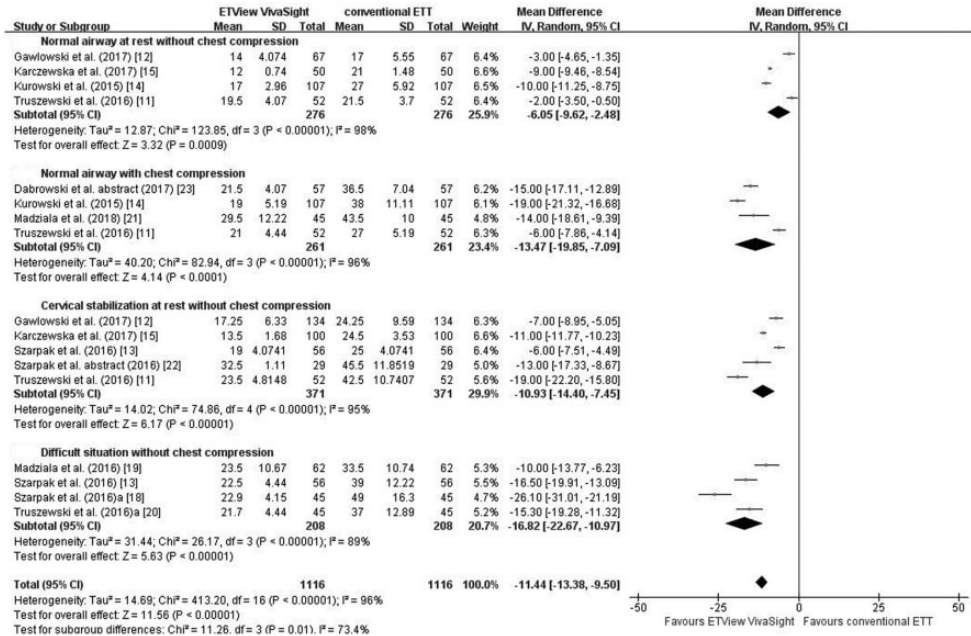 ETView VivaSight conventional ETT Mean Difference Mean Difference
Study or Subgroup Mean SD Total Mean SD Total Weight IV, Random, 95% CI IV, Random, 95% CI
Normal airway at rest without chest compression
Gawlowski et al. (2017) [12] 14 4.074 67 17 5.55 67 6.4% -3.00 [-4.65, -1.35]
Karczewska et al. (2017) [15] 12 0.74 50 21 1.48 50 6.6% -9.00 [-9.46, -8.54]
Kurowski et al. (2015) [14] 17 2.96 107 27 5.92 107 6.5% -10.00 [-11.25, -8.75]
Truszewski et al. (2016) [11] 19.5 4.07 52 21.5 3.7 52 6.4% -2.00 [-3.50, -0.50]
Subtotal (95% CI) 276 276 25.9% -6.05 [-9.62, -2.48]
Heterogeneity: Tau² = 12.87; Chi² = 123.85, df = 3 (P < 0.00001); I² = 98%
Test for overall effect: Z = 3.32 (P = 0.0009)
Normal airway with chest compression
Dabrowski et al. abstract (2017) [23] 21.5 4.07 57 36.5 7.04 57 6.2% -15.00 [-17.11, -12.89]
Kurowski et al. (2015) [14] 19 5.19 107 38 11.11 107 6.2% -19.00 [-21.32, -16.68]
Madziala et al. (2018) [21] 29.5 12.22 45 43.5 10 45 4.8% -14.00 [-18.61, -9.39]
Truszewski et al. (2016) [11] 21 4.44 52 27 5.19 52 6.3% -6.00 [-7.86, -4.14]
Subtotal (95% CI) 261 261 23.4% -13.47 [-19.85, -7.09]
Heterogeneity: Tau² = 40.20; Chi² = 82.94, df = 3 (P < 0.00001); I² = 96%
Test for overall effect: Z = 4.14 (P < 0.0001)
Cervical stabilization at rest without chest compression
Gawlowski et al. (2017) [12] 17.25 6.33 134 24.25 9.59 134 6.3% -7.00 [-8.95, -5.05]
Karczewska et al. (2017) [15] 13.5 1.68 100 24.5 3.53 100 6.6% -11.00 [-11.77, -10.23]
Szarpak et al. (2016) [13] 19 4.0741 56 25 4.0741 56 6.4% -6.00 [-7.51, -4.49]
Szarpak et al. abstract (2016) [22] 32.5 1.11 29 45.5 11.8519 29 5.0% -13.00 [-17.33, -8.67]
Truszewski et al. (2016) [11] 23.5 4.8148 52 42.5 10.7407 52 5.6% -19.00 [-22.20, -15.80]
Subtotal (95% CI) 371 371 29.9% -10.93 [-14.40, -7.45]
Heterogeneity: Tau² = 14.02; Chi² = 74.86, df = 4 (P < 0.00001); I² = 95%
Test for overall effect: Z = 6.17 (P < 0.00001)
Difficult situation without chest compression
Madziala et al. (2016) [19] 23.5 10.67 62 33.5 10.74 62 5.3% -10.00 [-13.77, -6.23]
Szarpak et al. (2016) [13] 22.5 4.44 56 39 12.22 56 5.5% -16.50 [-19.91, -13.09]
Szarpak et al. (2016)a [18] 22.9 4.15 45 49 16.3 45 4.7% -26.10 [-31.01, -21.19]
Truszewski et al. (2016)a [20] 21.7 4.44 45 37 12.89 45 5.2% -15.30 [-19.28, -11.32]
Subtotal (95% CI) 208 208 20.7% -16.82 [-22.67, -10.97]
Heterogeneity: Tau² = 31.44; Chi² = 26.17, df = 3 (P < 0.00001); I² = 89%
Test for overall effect: Z = 5.63 (P < 0.00001)
Total (95% CI) 1116 1116 100.0% -11.44 [-13.38, -9.50]
Heterogeneity: Tau² = 14.69; Chi² = 413.20, df = 16 (P < 0.00001); I² = 96%
Test for overall effect: Z = 11.56 (P < 0.00001)
Test for subgroup differences: Chi² = 11.26, df = 3 (P = 0.01), I² = 73.4%
-50 -25 0 25 50
Favours ETView VivaSight Favours conventional ETT